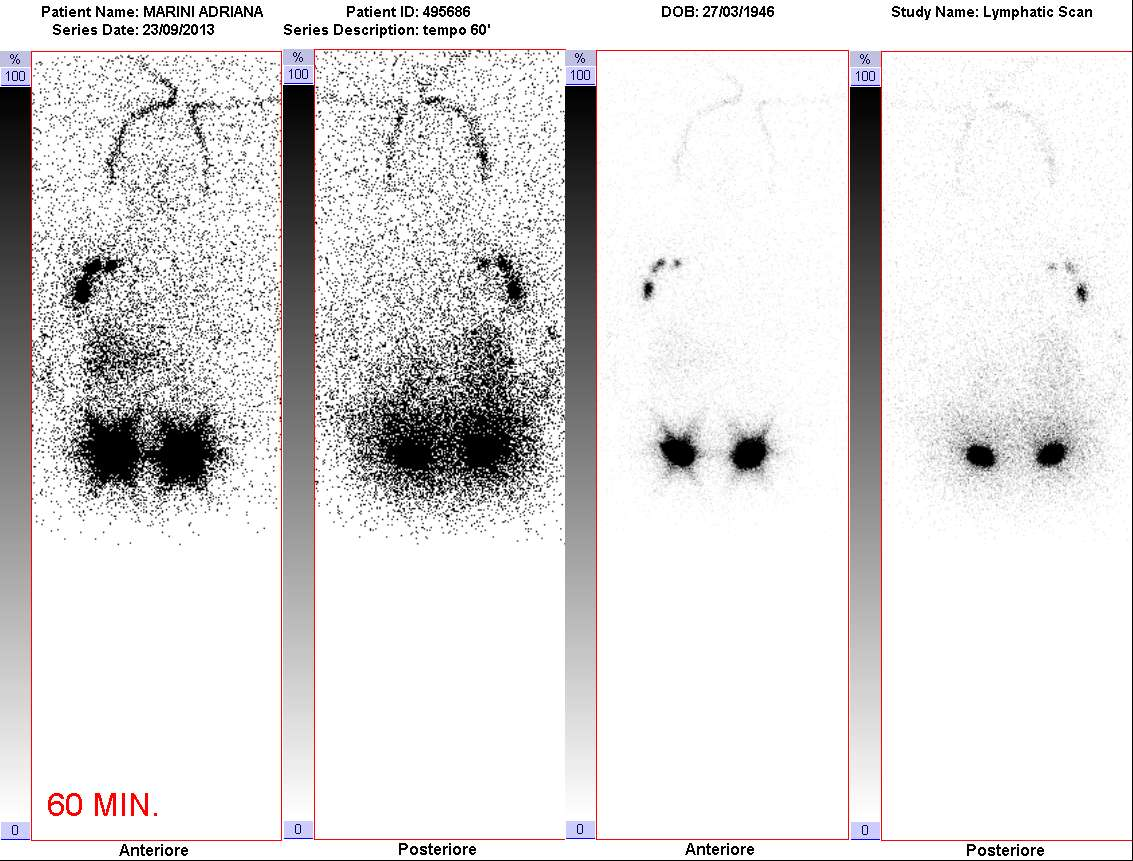 Patient Name: MARINI ADRIANA Patient ID: 495686 DOB: 27/03/1946 Study Name: Lymphatic Scan
Series Date: 23/09/2013 Series Description: tempo 60'
% % % %
100 100 100 100
60 MIN.
0 0 0 0
Anteriore Posteriore Anteriore Posteriore